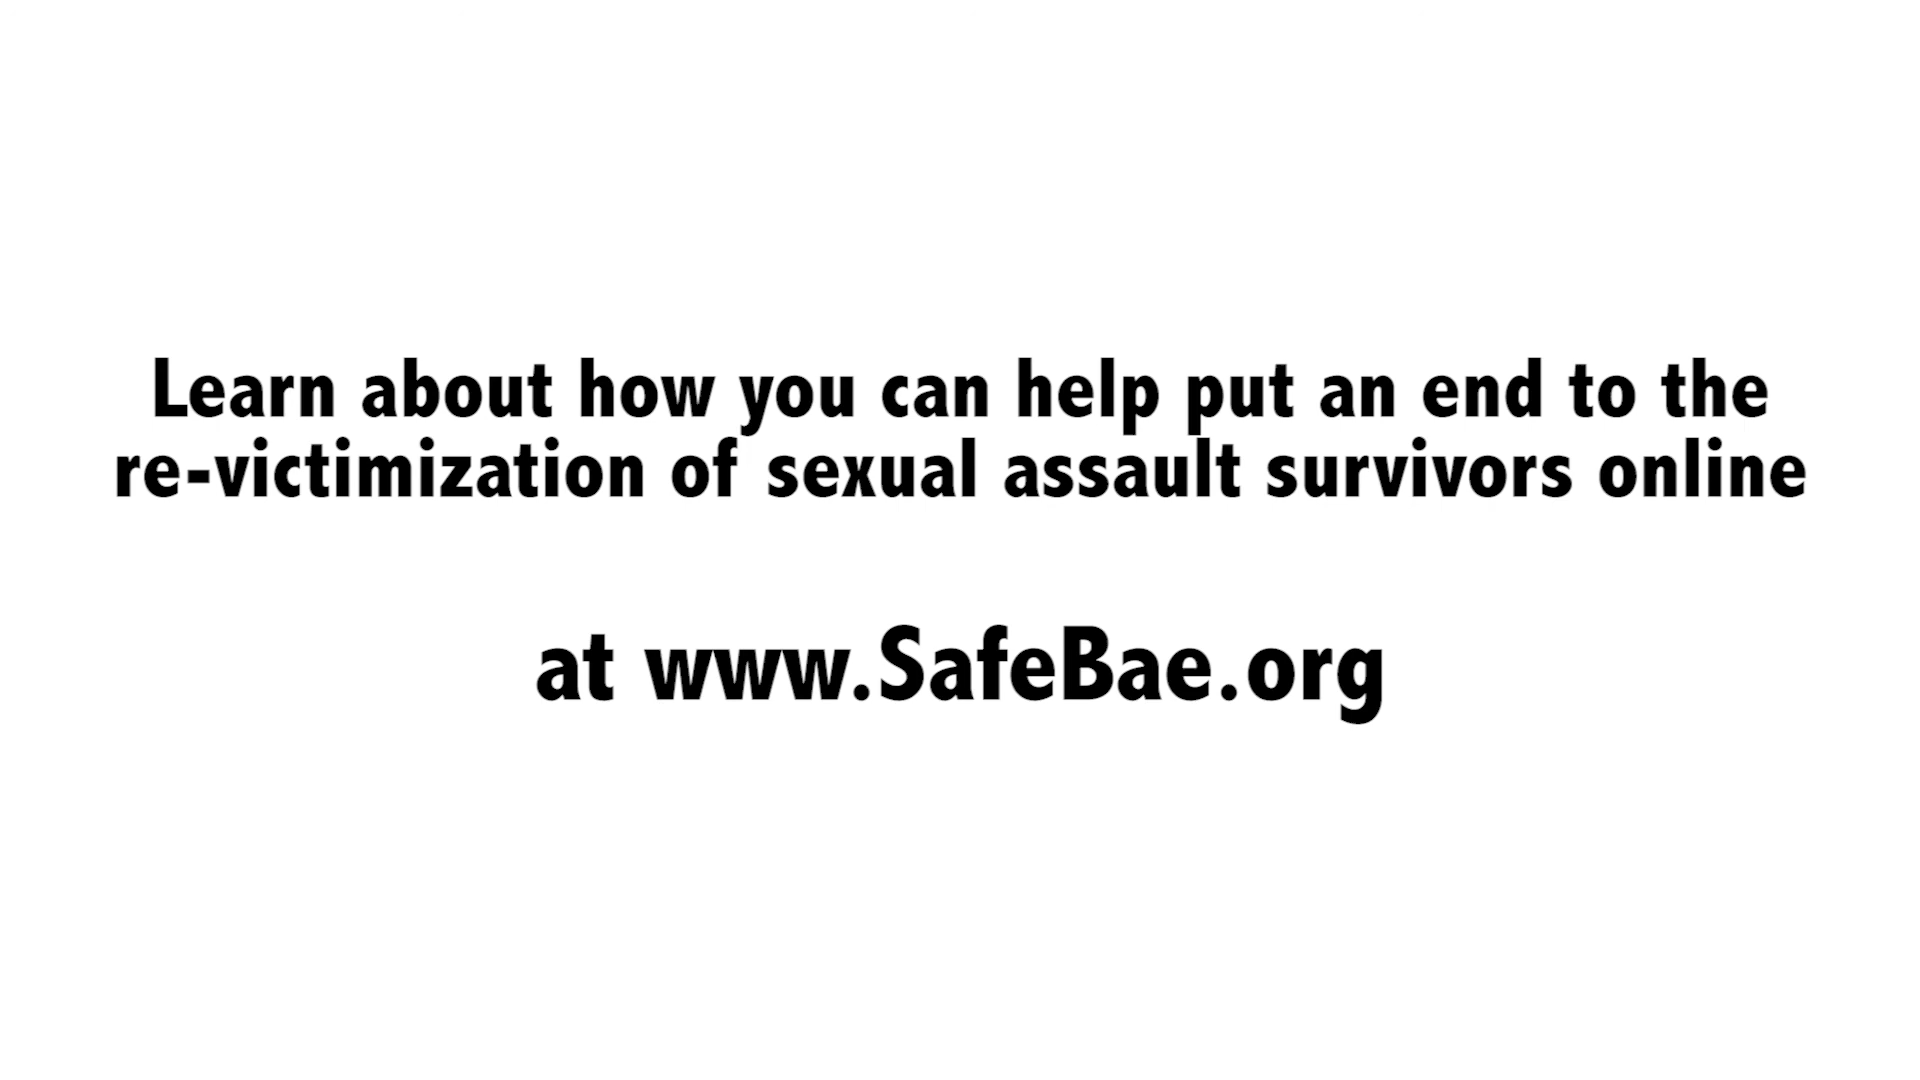 Learn about how you can help put an end to the
re-victimization of sexual assault survivors online
at www.SafeBae.org